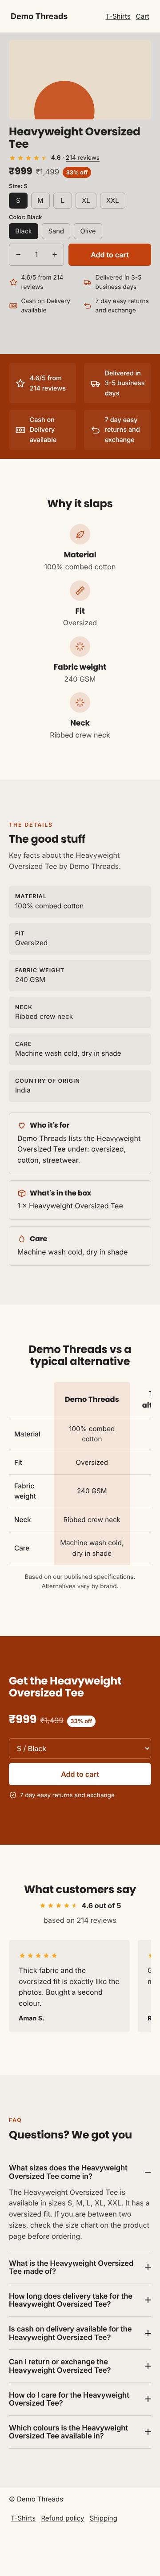 Demo Threads
T-Shirts Cart
Heavyweight Oversized
Tee
4.6 · 214 reviews
₹999 ₹1,499 33% off
Size: S
S M L XL XXL
Color: Black
Black Sand Olive
− 1 + Add to cart
4.6/5 from 214
reviews
Delivered in 3-5
business days
Cash on Delivery
available
7 day easy returns
and exchange
4.6/5 from
214 reviews
Delivered in
3-5 business
days
Cash on
Delivery
available
7 day easy
returns and
exchange
Why it slaps
Material
100% combed cotton
Fit
Oversized
Fabric weight
240 GSM
Neck
Ribbed crew neck
THE DETAILS
The good stuff
Key facts about the Heavyweight
Oversized Tee by Demo Threads.
MATERIAL
100% combed cotton
FIT
Oversized
FABRIC WEIGHT
240 GSM
NECK
Ribbed crew neck
CARE
Machine wash cold, dry in shade
COUNTRY OF ORIGIN
India
Who it's for
Demo Threads lists the Heavyweight
Oversized Tee under: oversized,
cotton, streetwear.
What's in the box
1 × Heavyweight Oversized Tee
Care
Machine wash cold, dry in shade
Demo Threads vs a
typical alternative
Demo Threads
Material 100% combed
cotton
Fit Oversized
Fabric
weight
240 GSM
Neck Ribbed crew neck
Care Machine wash cold,
dry in shade
Based on our published specifications.
Alternatives vary by brand.
Get the Heavyweight
Oversized Tee
₹999 ₹1,499 33% off
S / Black
Add to cart
7 day easy returns and exchange
What customers say
4.6 out of 5
based on 214 reviews
Thick fabric and the
oversized fit is exactly like the
photos. Bought a second
colour.
Aman S.
FAQ
Questions? We got you
What sizes does the Heavyweight
Oversized Tee come in?
The Heavyweight Oversized Tee is
available in sizes S, M, L, XL, XXL. It has a
oversized fit. If you are between two
sizes, check the size chart on the product
page before ordering.
What is the Heavyweight Oversized
Tee made of?
How long does delivery take for the
Heavyweight Oversized Tee?
Is cash on delivery available for the
Heavyweight Oversized Tee?
Can I return or exchange the
Heavyweight Oversized Tee?
How do I care for the Heavyweight
Oversized Tee?
Which colours is the Heavyweight
Oversized Tee available in?
© Demo Threads
T-Shirts Refund policy Shipping